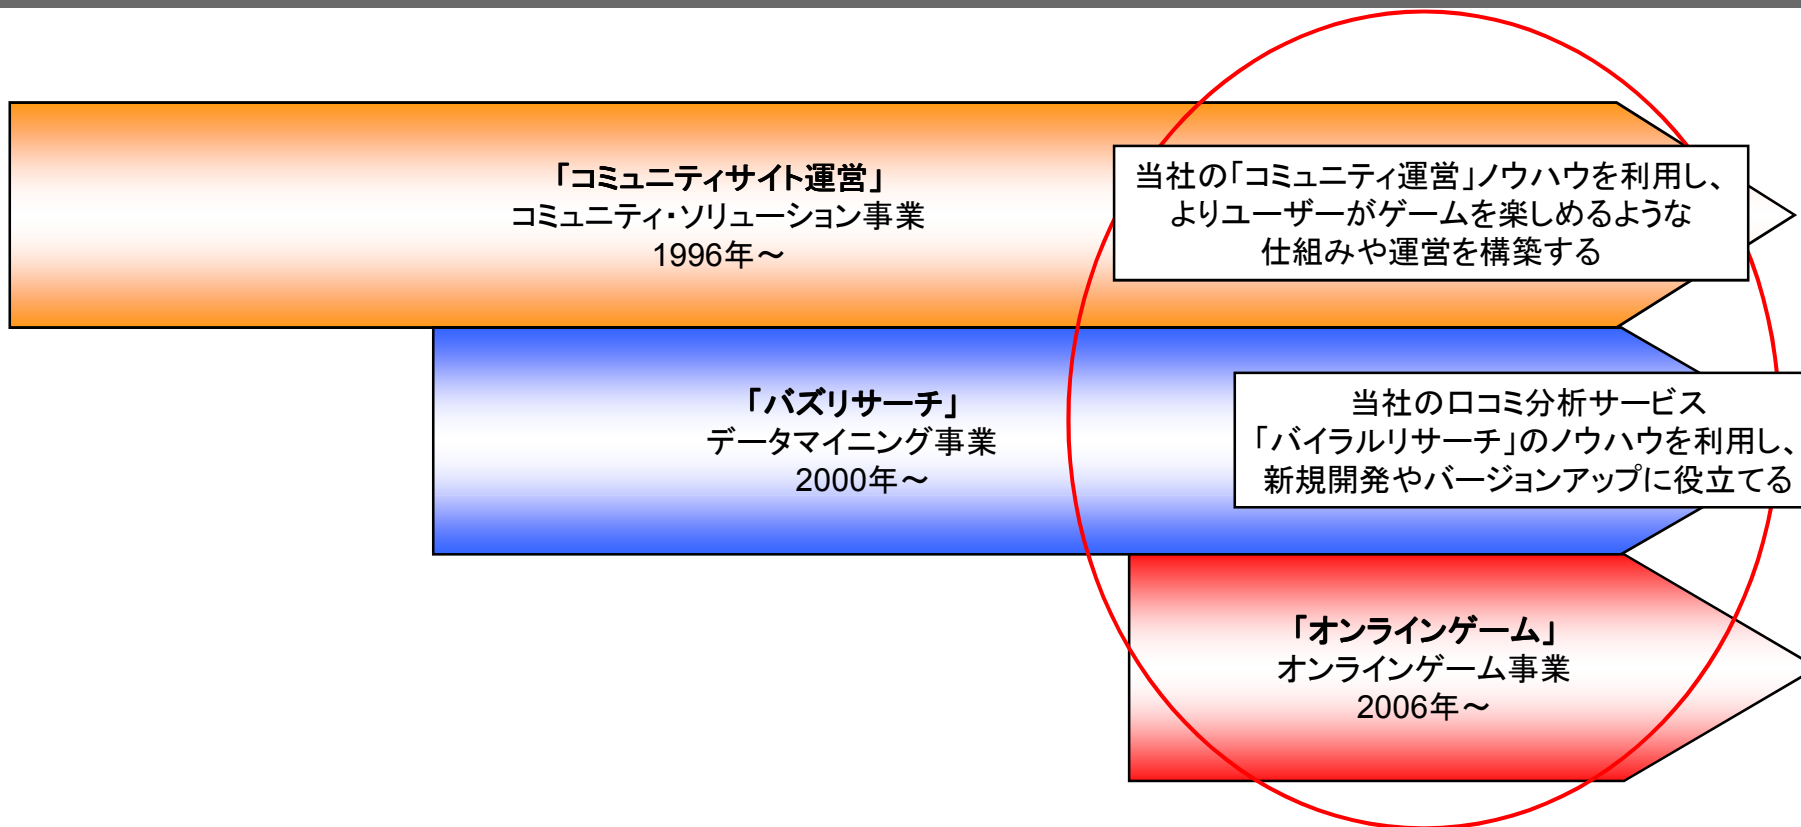 「コミュニティサイト運営」
コミュニティ・ソリューション事業
1996年～
当社の「コミュニティ運営」ノウハウを利用し、
よりユーザーがゲームを楽しめるような
仕組みや運営を構築する
「バズリサーチ」
データマイニング事業
2000年～
当社の口コミ分析サービス
「バイラルリサーチ」のノウハウを利用し、
新規開発やバージョンアップに役立てる
「オンラインゲーム」
オンラインゲーム事業
2006年～